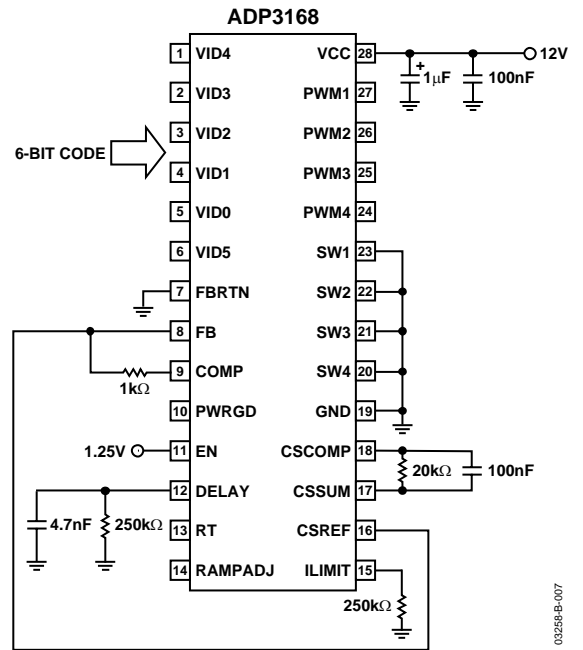 ADP3168
1 VID4
2 VID3
3 VID2
4 VID1
5 VID0
6 VID5
7 FBRTN
8 FB
9 COMP
10 PWRGD
11 EN
12 DELAY
13 RT
14 RAMPADJ
VCC 28
PWM1 27
PWM2 26
PWM3 25
PWM4 24
SW1 23
SW2 22
SW3 21
SW4 20
GND 19
CSCOMP 18
CSSUM 17
CSREF 16
ILIMIT 15
6-BIT CODE
1kΩ
1.25V
4.7nF
250kΩ
12V
+
1μF
100nF
20kΩ
100nF
250kΩ
03258-B-007